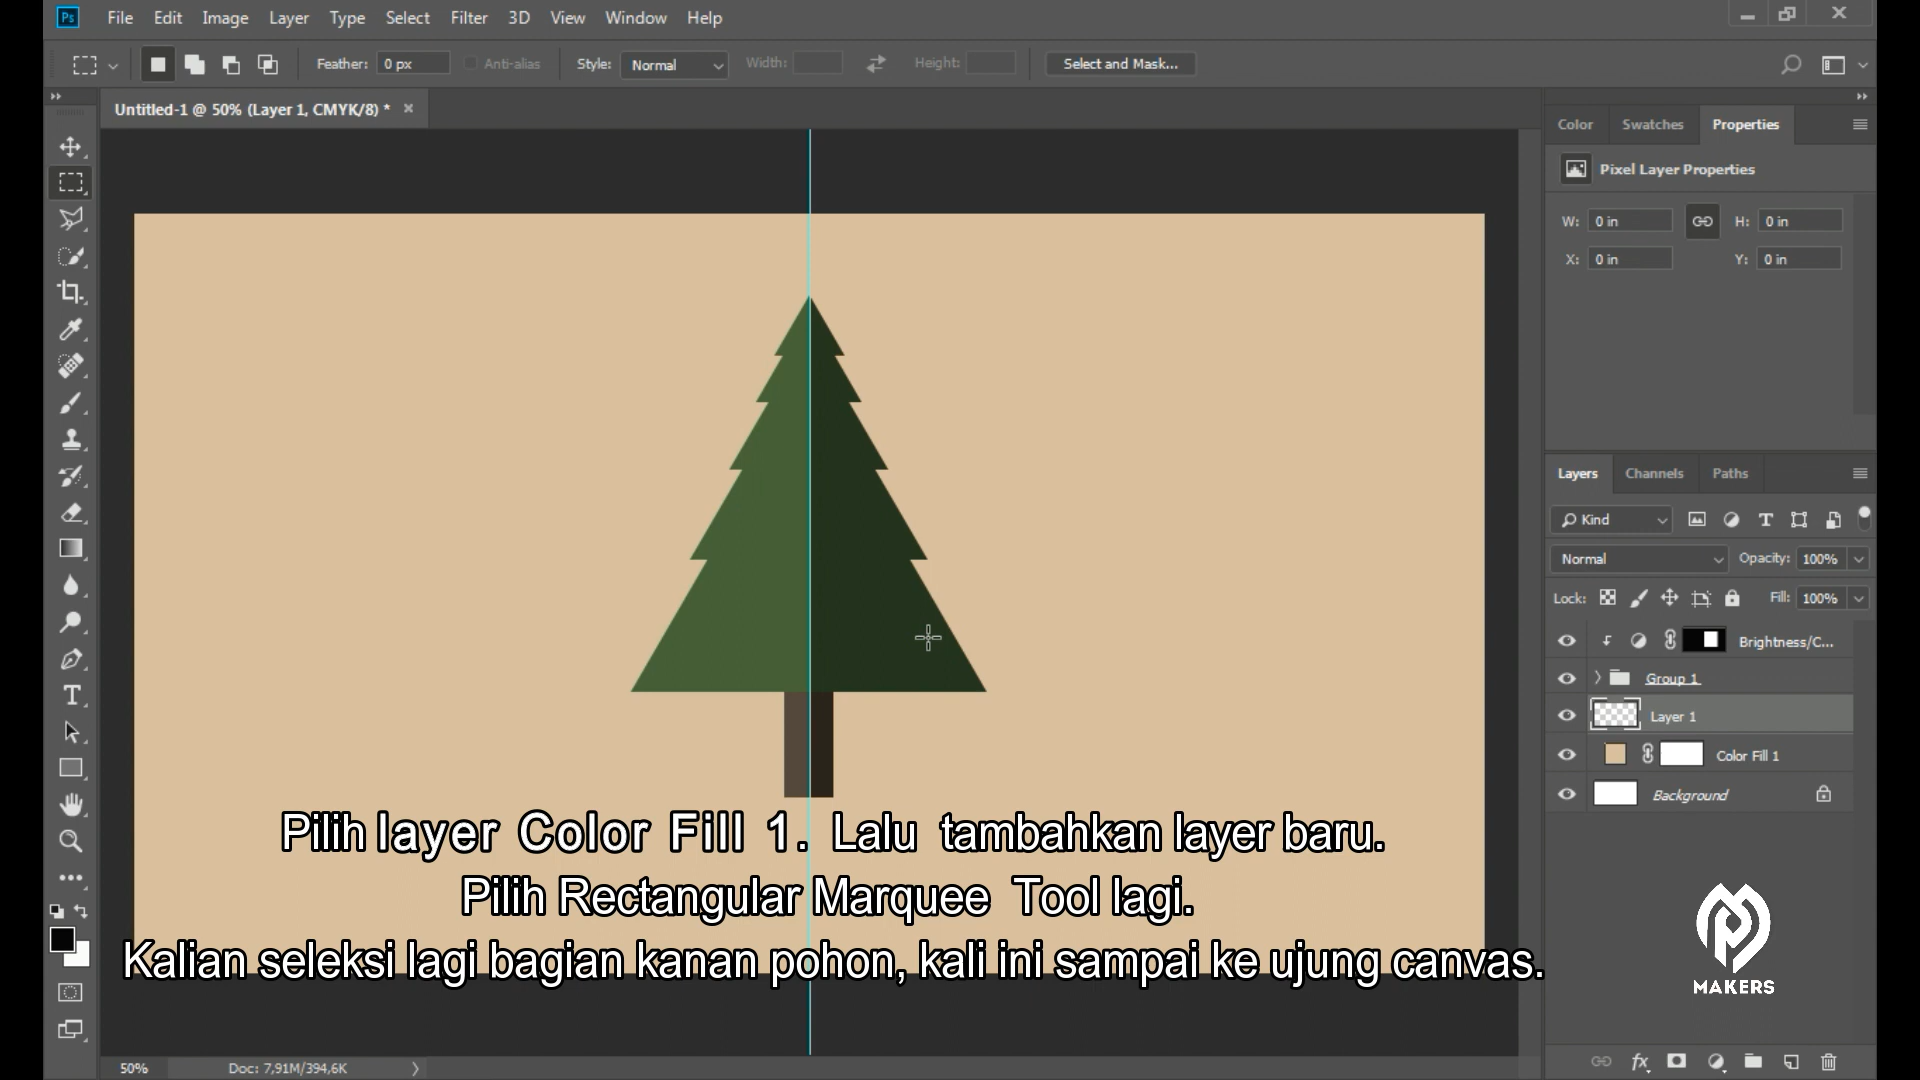 Ps File Edit Image Layer Type Select Filter 3D View Window Help
Feather: 0 px Anti-alias Style: Normal Width: Height: Select and Mask...
Untitled-1 @ 50% (Layer 1, CMYK/8) *
Color Swatches Properties
Pixel Layer Properties
W: 0 in H: 0 in
X: 0 in Y: 0 in
Layers Channels Paths
Kind
Normal Opacity: 100%
Lock: Fill: 100%
Brightness/C...
Group 1
Layer 1
Color Fill 1
Background
Pilih layer Color Fill 1. Lalu tambahkan layer baru.
Pilih Rectangular Marquee Tool lagi.
Kalian seleksi lagi bagian kanan pohon, kali ini sampai ke ujung canvas.
MAKERS
50% Doc: 7,91M/394,6K